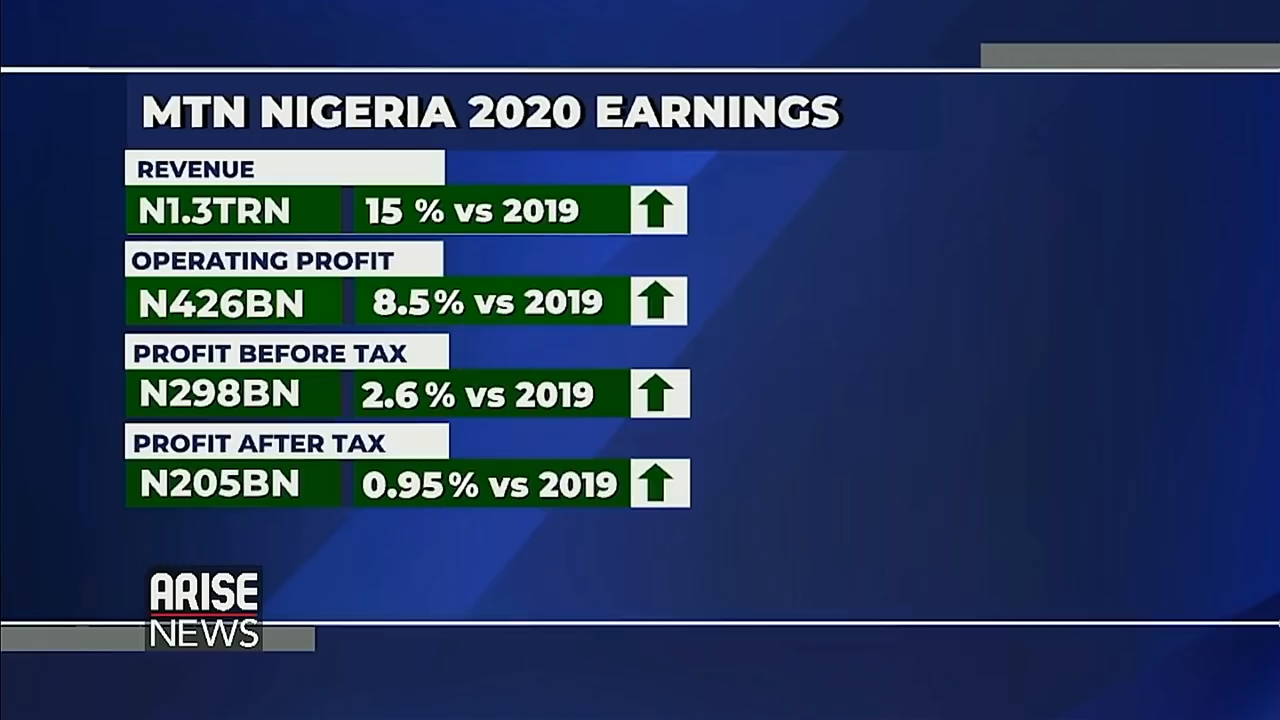 MTN NIGERIA 2020 EARNINGS
REVENUE
N1.3TRN 15 % vs 2019
OPERATING PROFIT
N426BN 8.5% vs 2019
PROFIT BEFORE TAX
N298BN 2.6% vs 2019
PROFIT AFTER TAX
N205BN 0.95% vs 2019
ARISE
NEWS